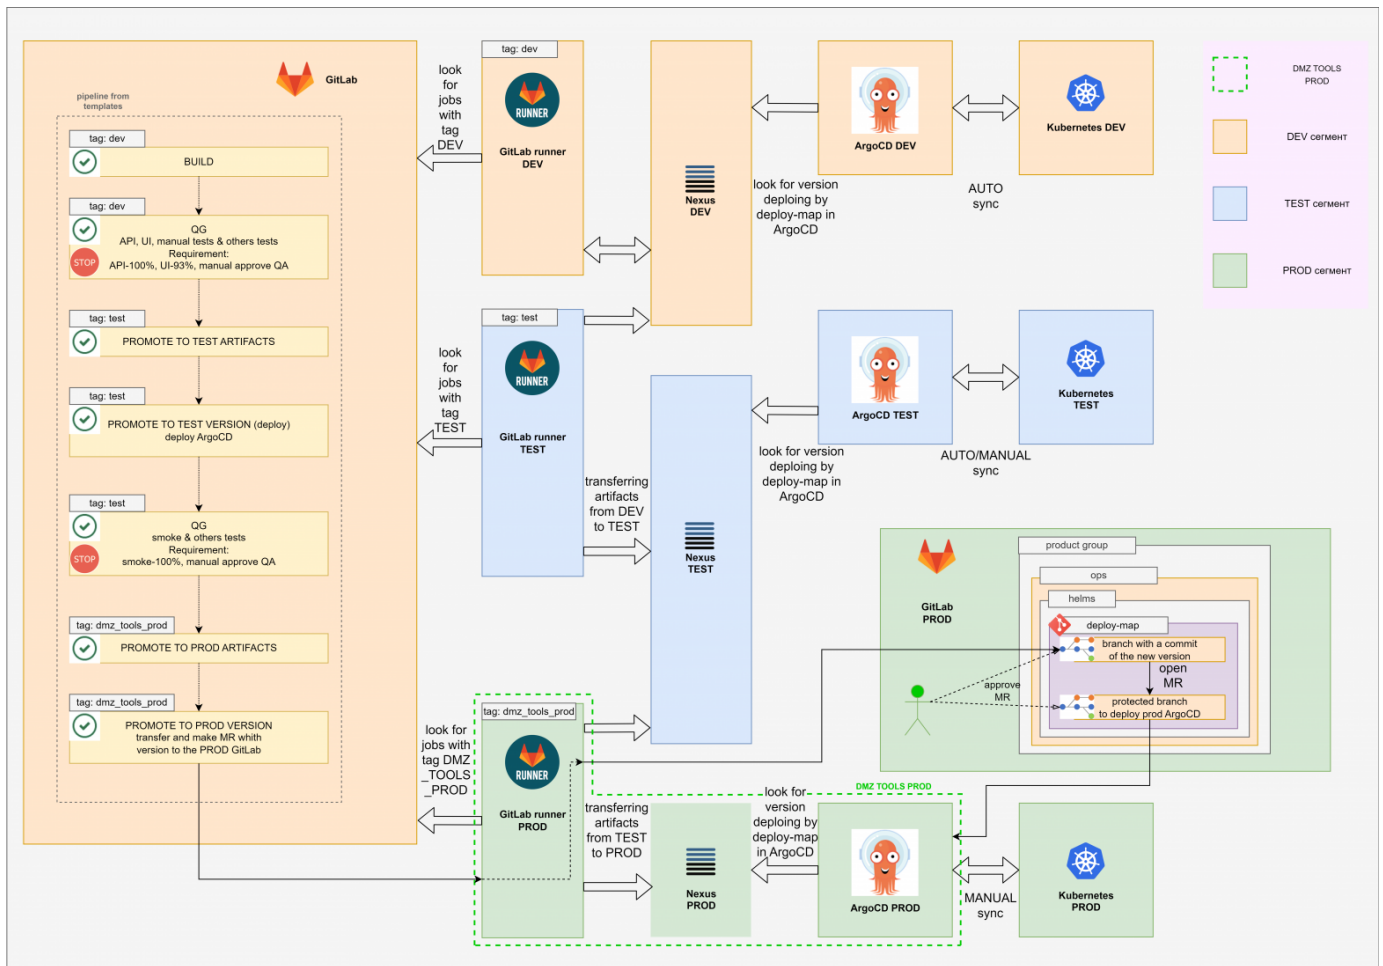 GitLab
pipeline from
templates
tag: dev
BUILD
tag: dev
QG
API, UI, manual tests & others tests
Requirement:
API-100%, UI-93%, manual approve QA
STOP
tag: test
PROMOTE TO TEST ARTIFACTS
tag: test
PROMOTE TO TEST VERSION (deploy)
deploy ArgoCD
tag: test
QG
smoke & others tests
Requirement:
smoke-100%, manual approve QA
STOP
tag: dmz_tools_prod
PROMOTE TO PROD ARTIFACTS
tag: dmz_tools_prod
PROMOTE TO PROD VERSION
transfer and make MR whith
version to the PROD GitLab
look
for
jobs
with
tag
DEV
tag: dev
RUNNER
GitLab runner
DEV
Nexus
DEV
look for version
deploing by
deploy-map in
ArgoCD
ArgoCD DEV
AUTO
sync
Kubernetes DEV
DMZ TOOLS
PROD
DEV сегмент
TEST сегмент
PROD сегмент
look
for
jobs
with
tag
TEST
tag: test
RUNNER
GitLab runner
TEST
transferring
artifacts
from DEV
to TEST
Nexus
TEST
look for version
deploing by
deploy-map in
ArgoCD
ArgoCD TEST
AUTO/MANUAL
sync
Kubernetes
TEST
GitLab
PROD
product group
ops
helms
deploy-map
branch with a commit
of the new version
open
MR
approve
MR
protected branch
to deploy prod ArgoCD
look for
jobs with
tag DMZ
_TOOLS
_PROD
tag: dmz_tools_prod
RUNNER
GitLab runner
PROD
transferring
artifacts
from TEST
to PROD
Nexus
PROD
DMZ TOOLS PROD
look for
version
deploing by
deploy-map
in ArgoCD
ArgoCD PROD
MANUAL
sync
Kubernetes
PROD